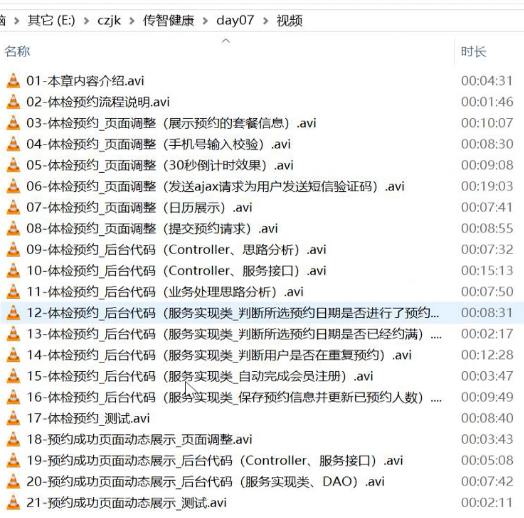 脑 > 其它 (E:) > czjk > 传智健康 > day07 > 视频
名称 时长
01-本章内容介绍.avi 00:04:31
02-体检预约流程说明.avi 00:01:46
03-体检预约_页面调整（展示预约的套餐信息）.avi 00:10:07
04-体检预约_页面调整（手机号输入校验）.avi 00:08:30
05-体检预约_页面调整（30秒倒计时效果）.avi 00:09:08
06-体检预约_页面调整（发送ajax请求为用户发送短信验证码）.avi 00:19:03
07-体检预约_页面调整（日历展示）.avi 00:07:41
08-体检预约_页面调整（提交预约请求）.avi 00:08:55
09-体检预约_后台代码（Controller、思路分析）.avi 00:07:32
10-体检预约_后台代码（Controller、服务接口）.avi 00:15:13
11-体检预约_后台代码（业务处理思路分析）.avi 00:07:50
12-体检预约_后台代码（服务实现类_判断所选预约日期是否进行了预约... 00:08:31
13-体检预约_后台代码（服务实现类_判断所选预约日期是否已经约满）.... 00:02:17
14-体检预约_后台代码（服务实现类_判断用户是否在重复预约）.avi 00:12:28
15-体检预约_后台代码（服务实现类_自动完成会员注册）.avi 00:03:47
16-体检预约_后台代码（服务实现类_保存预约信息并更新已预约人数）.... 00:09:49
17-体检预约_测试.avi 00:08:40
18-预约成功页面动态展示_页面调整.avi 00:03:43
19-预约成功页面动态展示_后台代码（Controller、服务接口）.avi 00:05:08
20-预约成功页面动态展示_后台代码（服务实现类、DAO）.avi 00:07:42
21-预约成功页面动态展示_测试.avi 00:02:11